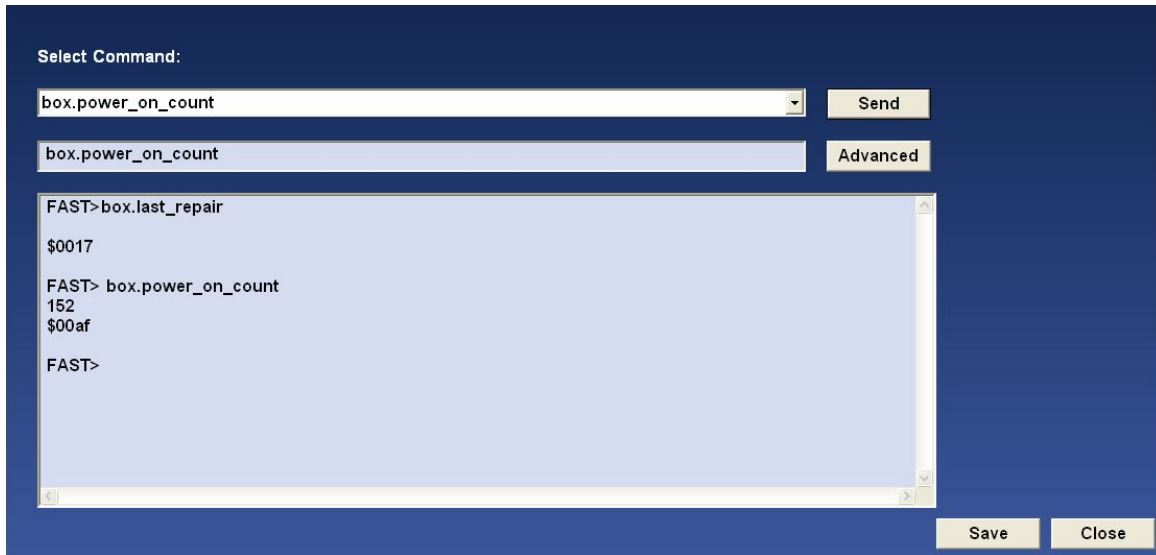 Select Command:
box.power_on_count
Send
box.power_on_count
Advanced
FAST>box.last_repair
$0017
FAST> box.power_on_count
152
$00af
FAST>
Save
Close